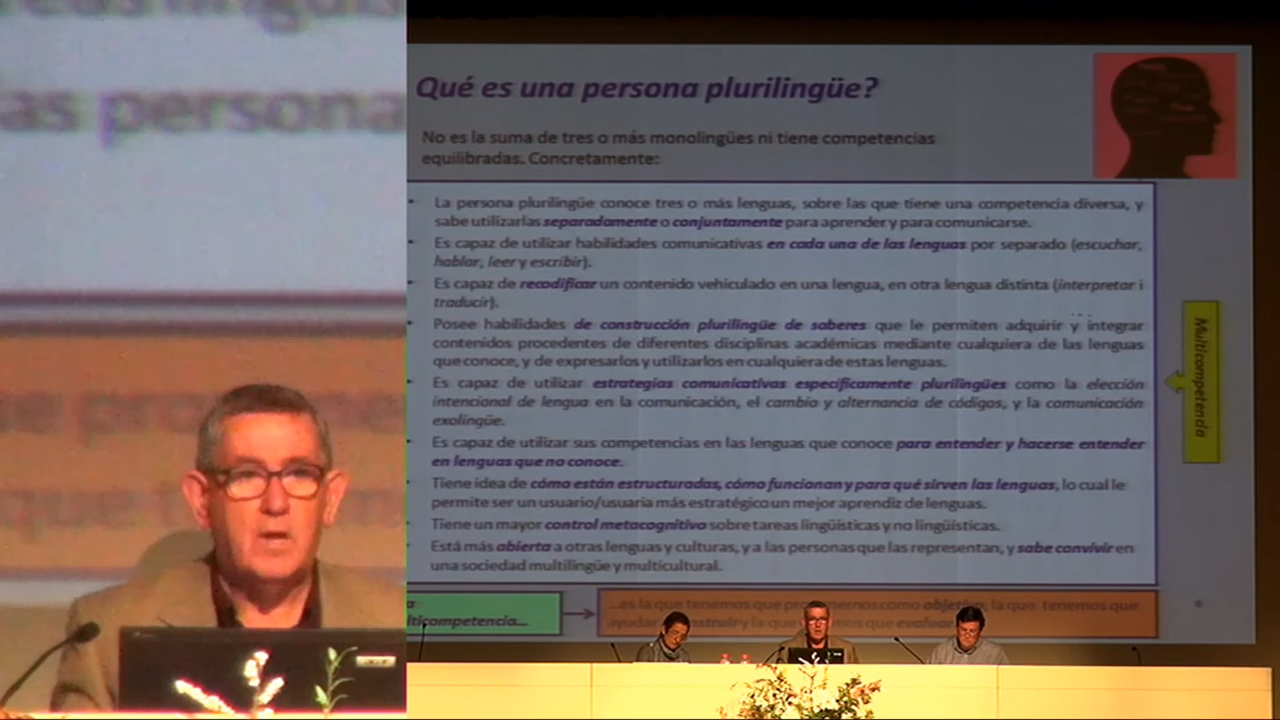 as persona
Qué es una persona plurilingüe?
No es la suma de tres o más monolingües ni tiene competencias
equilibradas. Concretamente:
La persona plurilingüe conoce tres o más lenguas, sobre las que tiene una competencia diversa, y
sabe utilizarlas separadamente o conjuntamente para aprender y para comunicarse.
Es capaz de utilizar habilidades comunicativas en cada una de las lenguas por separado (escuchar,
hablar, leer y escribir).
Es capaz de recodificar un contenido vehiculado en una lengua, en otra lengua distinta (interpretar i
traducir).
Posee habilidades de construcción plurilingüe de saberes que le permiten adquirir y integrar
contenidos procedentes de diferentes disciplinas académicas mediante cualquiera de las lenguas
que conoce, y de expresarlos y utilizarlos en cualquiera de estas lenguas.
Es capaz de utilizar estrategias comunicativas específicamente plurilingües como la elección
intencional de lengua en la comunicación, el cambio y alternancia de códigos, y la comunicación
exolingüe.
Es capaz de utilizar sus competencias en las lenguas que conoce para entender y hacerse entender
en lenguas que no conoce.
Tiene idea de cómo están estructuradas, cómo funcionan y para qué sirven las lenguas, lo cual le
permite ser un usuario/usuaria más estratégico un mejor aprendiz de lenguas.
Tiene un mayor control metacognitivo sobre tareas lingüísticas y no lingüísticas.
Está más abierta a otras lenguas y culturas, y a las personas que las representan, y sabe convivir en
una sociedad multilingüe y multicultural.
Multicompetencia
a
lticompetencia...
...es la que tenemos que proponernos como objetivo, la que tenemos que
ayudar a construir y la que tenemos que evaluar
6
acer